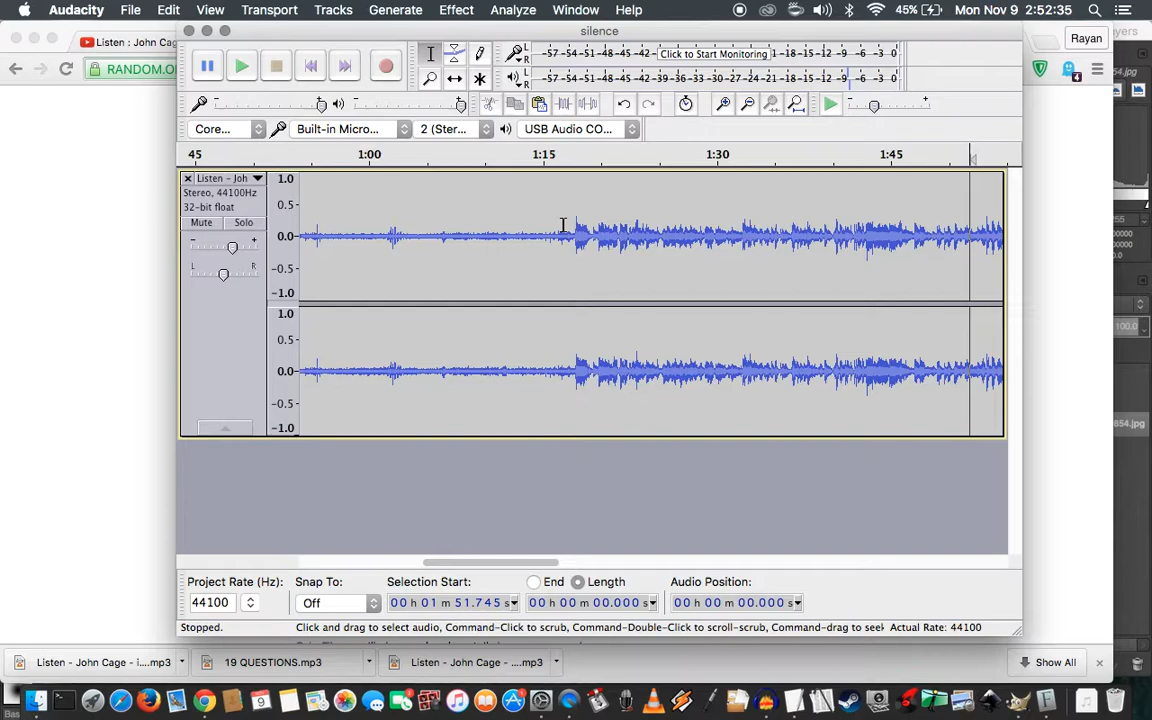 Audacity File Edit View Transport Tracks Generate Effect Analyze Window Help 45% Mon Nov 9 2:52:35
silence
Listen : John Cage
Rayan
RANDOM.O
-57 -54 -51 -48 -45 -42 Click to Start Monitoring -18 -15 -12 -9 -6 -3 0
L R
-57 -54 -51 -48 -45 -42 -39 -36 -33 -30 -27 -24 -21 -18 -15 -12 -9 -6 -3 0
L R
Core... Built-in Micro... 2 (Ster... USB Audio CO...
45 1:00 1:15 1:30 1:45
Listen - Joh
Stereo, 44100Hz
32-bit float
Mute Solo
- +
L R
1.0
0.5
0.0
-0.5
-1.0
1.0
0.5
0.0
-0.5
-1.0
54.jpg
255
100.0
854.jpg
Project Rate (Hz): Snap To: Selection Start: End Length Audio Position:
44100 Off 00 h 01 m 51.745 s 00 h 00 m 00.000 s 00 h 00 m 00.000 s
Stopped. Click and drag to select audio, Command-Click to scrub, Command-Double-Click to scroll-scrub, Command-drag to seek Actual Rate: 44100
Listen - John Cage - i....mp3 19 QUESTIONS.mp3 Listen - John Cage - ....mp3 Show All
Bas